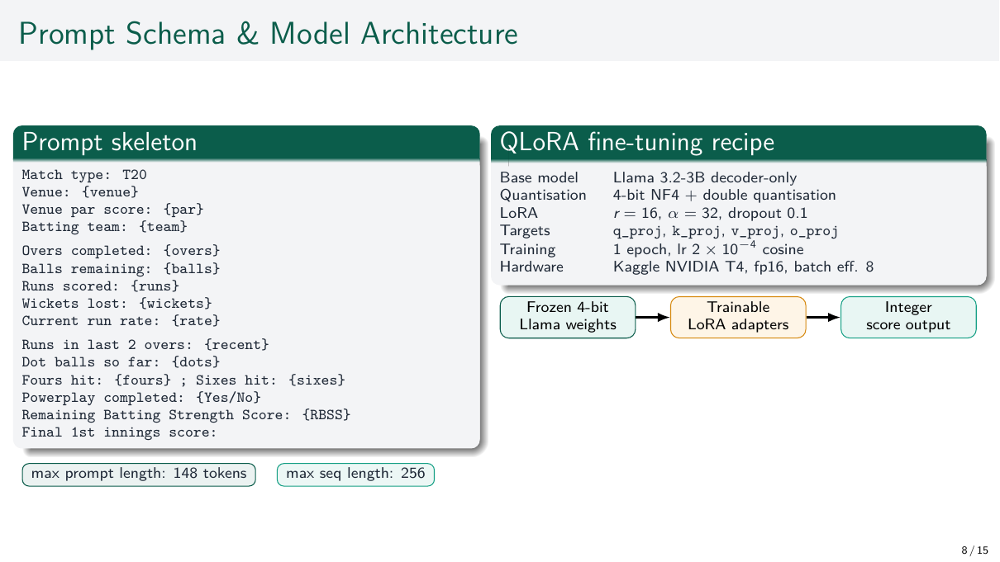 Prompt Schema & Model Architecture
Prompt skeleton
Match type: T20
Venue: {venue}
Venue par score: {par}
Batting team: {team}
Overs completed: {overs}
Balls remaining: {balls}
Runs scored: {runs}
Wickets lost: {wickets}
Current run rate: {rate}
Runs in last 2 overs: {recent}
Dot balls so far: {dots}
Fours hit: {fours} ; Sixes hit: {sixes}
Powerplay completed: {Yes/No}
Remaining Batting Strength Score: {RBSS}
Final 1st innings score:
max prompt length: 148 tokens
max seq length: 256
QLoRA fine-tuning recipe
Base model Llama 3.2-3B decoder-only
Quantisation 4-bit NF4 + double quantisation
LoRA r = 16, α = 32, dropout 0.1
Targets q_proj, k_proj, v_proj, o_proj
Training 1 epoch, lr 2 × 10⁻⁴ cosine
Hardware Kaggle NVIDIA T4, fp16, batch eff. 8
Frozen 4-bit
Llama weights
Trainable
LoRA adapters
Integer
score output
8 / 15